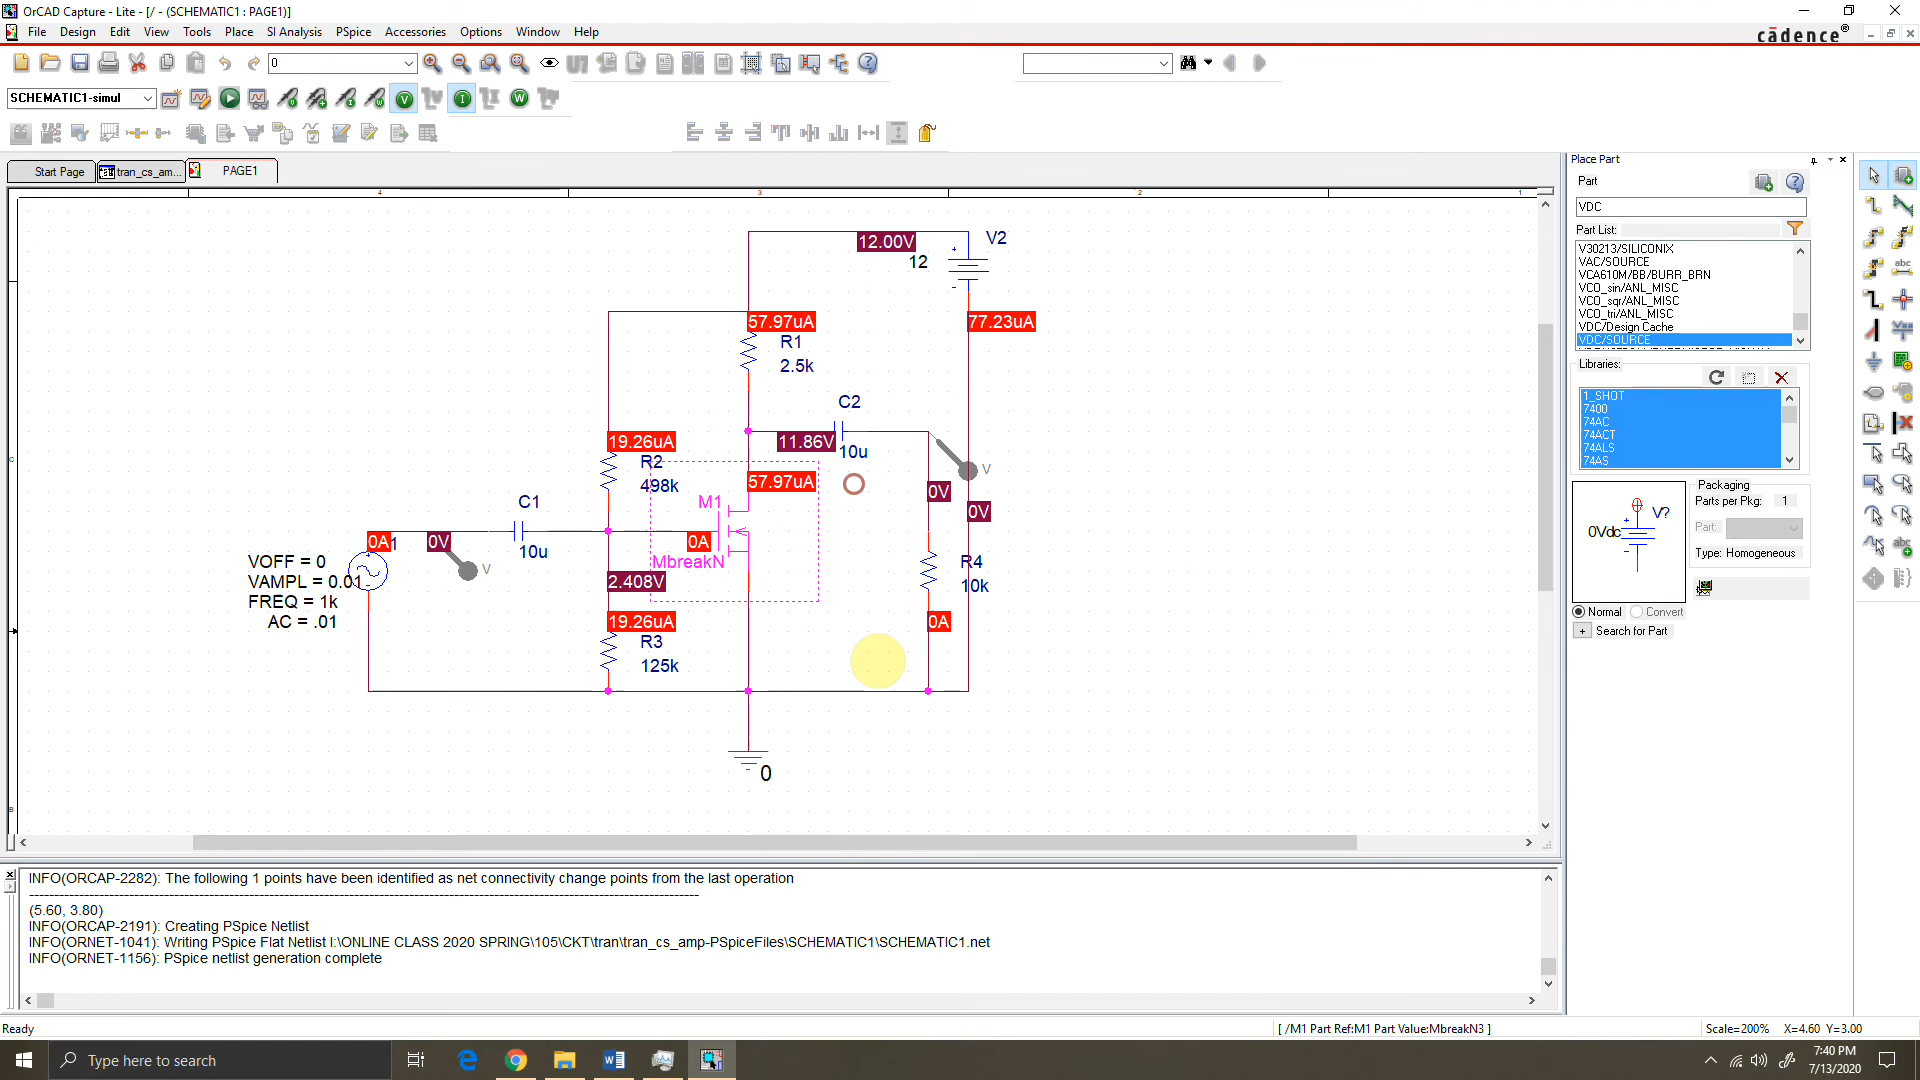 OrCAD Capture - Lite - [/ - (SCHEMATIC1 : PAGE1)]
File Design Edit View Tools Place SI Analysis PSpice Accessories Options Window Help
cādence®
0
SCHEMATIC1-simul
Start Page
tran_cs_am...
PAGE1
4
3
2
1
C
B
12.00V
V2
12
57.97uA
77.23uA
R1
2.5k
C2
19.26uA
11.86V
10u
R2
498k
57.97uA
V
0V
0V
C1
M1
0A
1
0V
10u
0A
MbreakN
V
VOFF = 0
VAMPL = 0.01
FREQ = 1k
AC = .01
2.408V
R4
10k
19.26uA
0A
R3
125k
0
INFO(ORCAP-2282): The following 1 points have been identified as net connectivity change points from the last operation
(5.60, 3.80)
INFO(ORCAP-2191): Creating PSpice Netlist
INFO(ORNET-1041): Writing PSpice Flat Netlist I:\ONLINE CLASS 2020 SPRING\105\CKT\tran\tran_cs_amp-PSpiceFiles\SCHEMATIC1\SCHEMATIC1.net
INFO(ORNET-1156): PSpice netlist generation complete
Place Part
Part
VDC
Part List:
V30213/SILICONIX
VAC/SOURCE
VCA610M/BB/BURR_BRN
VCO_sin/ANL_MISC
VCO_sqr/ANL_MISC
VCO_tri/ANL_MISC
VDC/Design Cache
VDC/SOURCE
Libraries:
1_SHOT
7400
74AC
74ACT
74ALS
74AS
V?
0Vdc
Packaging
Parts per Pkg: 1
Part:
Type: Homogeneous
Normal Convert
+ Search for Part
Ready
[ /M1 Part Ref:M1 Part Value:MbreakN3 ]
Scale=200% X=4.60 Y=3.00
Type here to search
7:40 PM
7/13/2020